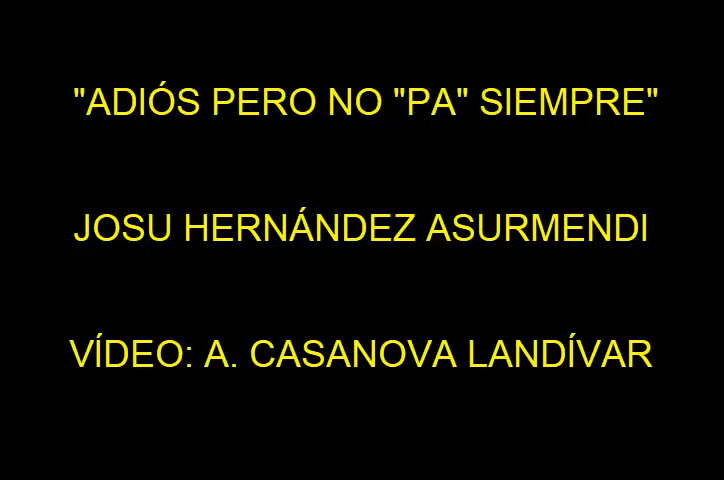 "ADIÓS PERO NO "PA" SIEMPRE"
JOSU HERNÁNDEZ ASURMENDI
VÍDEO: A. CASANOVA LANDÍVAR